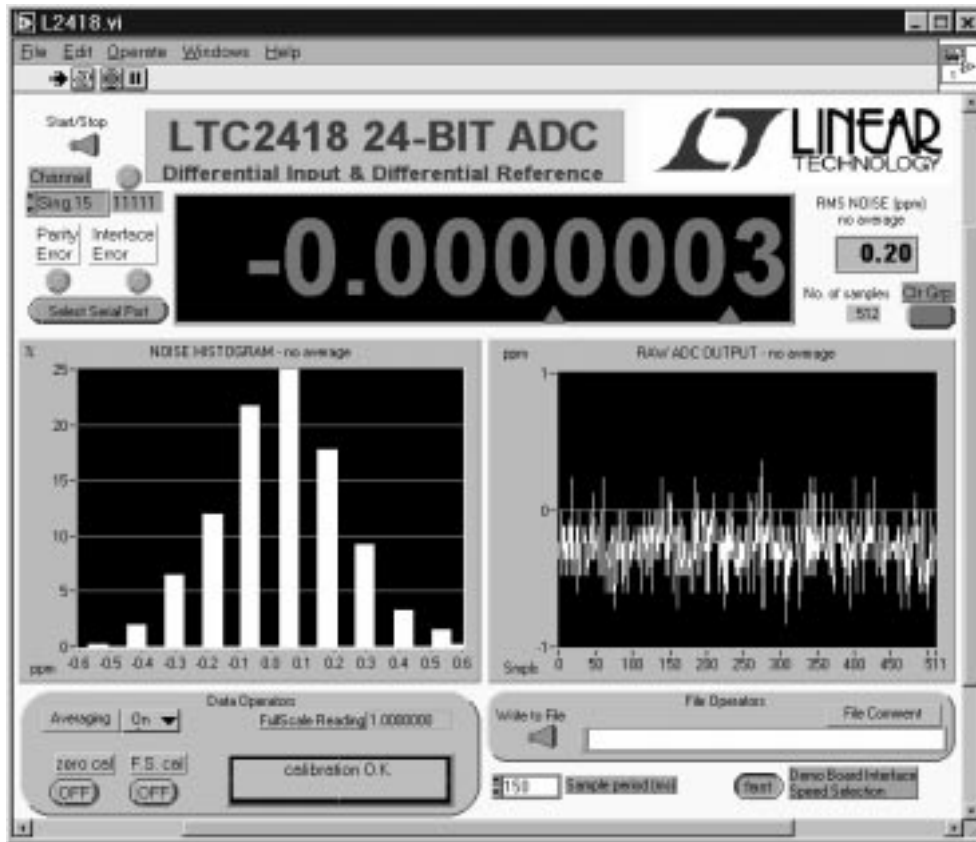 L2418.vi
File Edit Operate Windows Help
Start/Stop
LTC2418 24-BIT ADC
Differential Input & Differential Reference
LINEAR
TECHNOLOGY
Channel
Sing.15 11111
Parity Error
Interface Error
Select Serial Port
-0.0000003
RMS NOISE (ppm)
no average
0.20
No. of samples
512
Clr Grp
% NOISE HISTOGRAM - no average
25
20
15
10
5
0
ppm -0.6 -0.5 -0.4 -0.3 -0.2 -0.1 0.0 0.1 0.2 0.3 0.4 0.5 0.6
ppm RAW ADC OUTPUT - no average
1
0
-1
Smple 0 50 100 150 200 250 300 350 400 450 511
Data Operators
Averaging On
FullScale Reading 1.0000000
zero cal F.S. cal
OFF OFF
calibration O.K.
File Operators
Write to File
File Comment
150 Sample period (ms)
fast
Demo Board Interface
Speed Selection